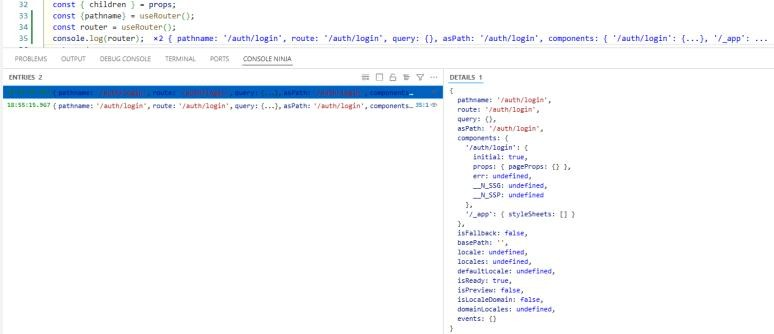 32 const { children } = props;
33 const {pathname} = useRouter();
34 const router = useRouter();
35 console.log(router); ×2 { pathname: '/auth/login', route: '/auth/login', query: {}, asPath: '/auth/login', components: { '/auth/login': {...}, '/_app': ...
PROBLEMS OUTPUT DEBUG CONSOLE TERMINAL PORTS CONSOLE NINJA
ENTRIES 2
{ pathname: '/auth/login', route: '/auth/login', query: {...}, asPath: '/auth/login', components...
18:55:15.967 { pathname: '/auth/login', route: '/auth/login', query: {...}, asPath: '/auth/login', components... 35:1
DETAILS 1
{
pathname: '/auth/login',
route: '/auth/login',
query: {},
asPath: '/auth/login',
components: {
'/auth/login': {
initial: true,
props: { pageProps: {} },
err: undefined,
__N_SSG: undefined,
__N_SSP: undefined
},
'/_app': { styleSheets: [] }
},
isFallback: false,
basePath: '',
locale: undefined,
locales: undefined,
defaultLocale: undefined,
isReady: true,
isPreview: false,
isLocaleDomain: false,
domainLocales: undefined,
events: {}
}